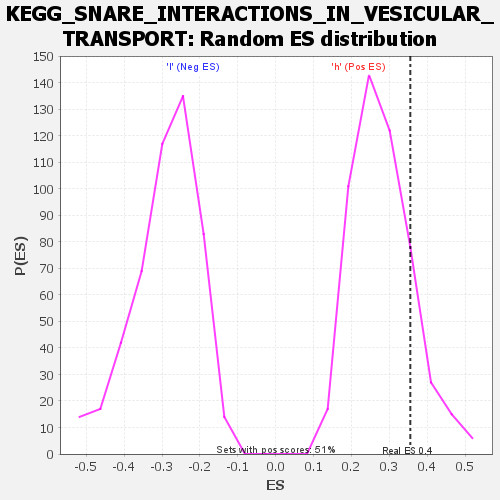 KEGG_SNARE_INTERACTIONS_IN_VESICULAR_
TRANSPORT: Random ES distribution
'l' (Neg ES) 'h' (Pos ES)
150
140
130
120
110
100
90
80
70
60
50
40
30
20
10
0
P(ES)
Sets with pos scores: 51% Real ES 0.4
-0.5 -0.4 -0.3 -0.2 -0.1 0.0 0.1 0.2 0.3 0.4 0.5
ES